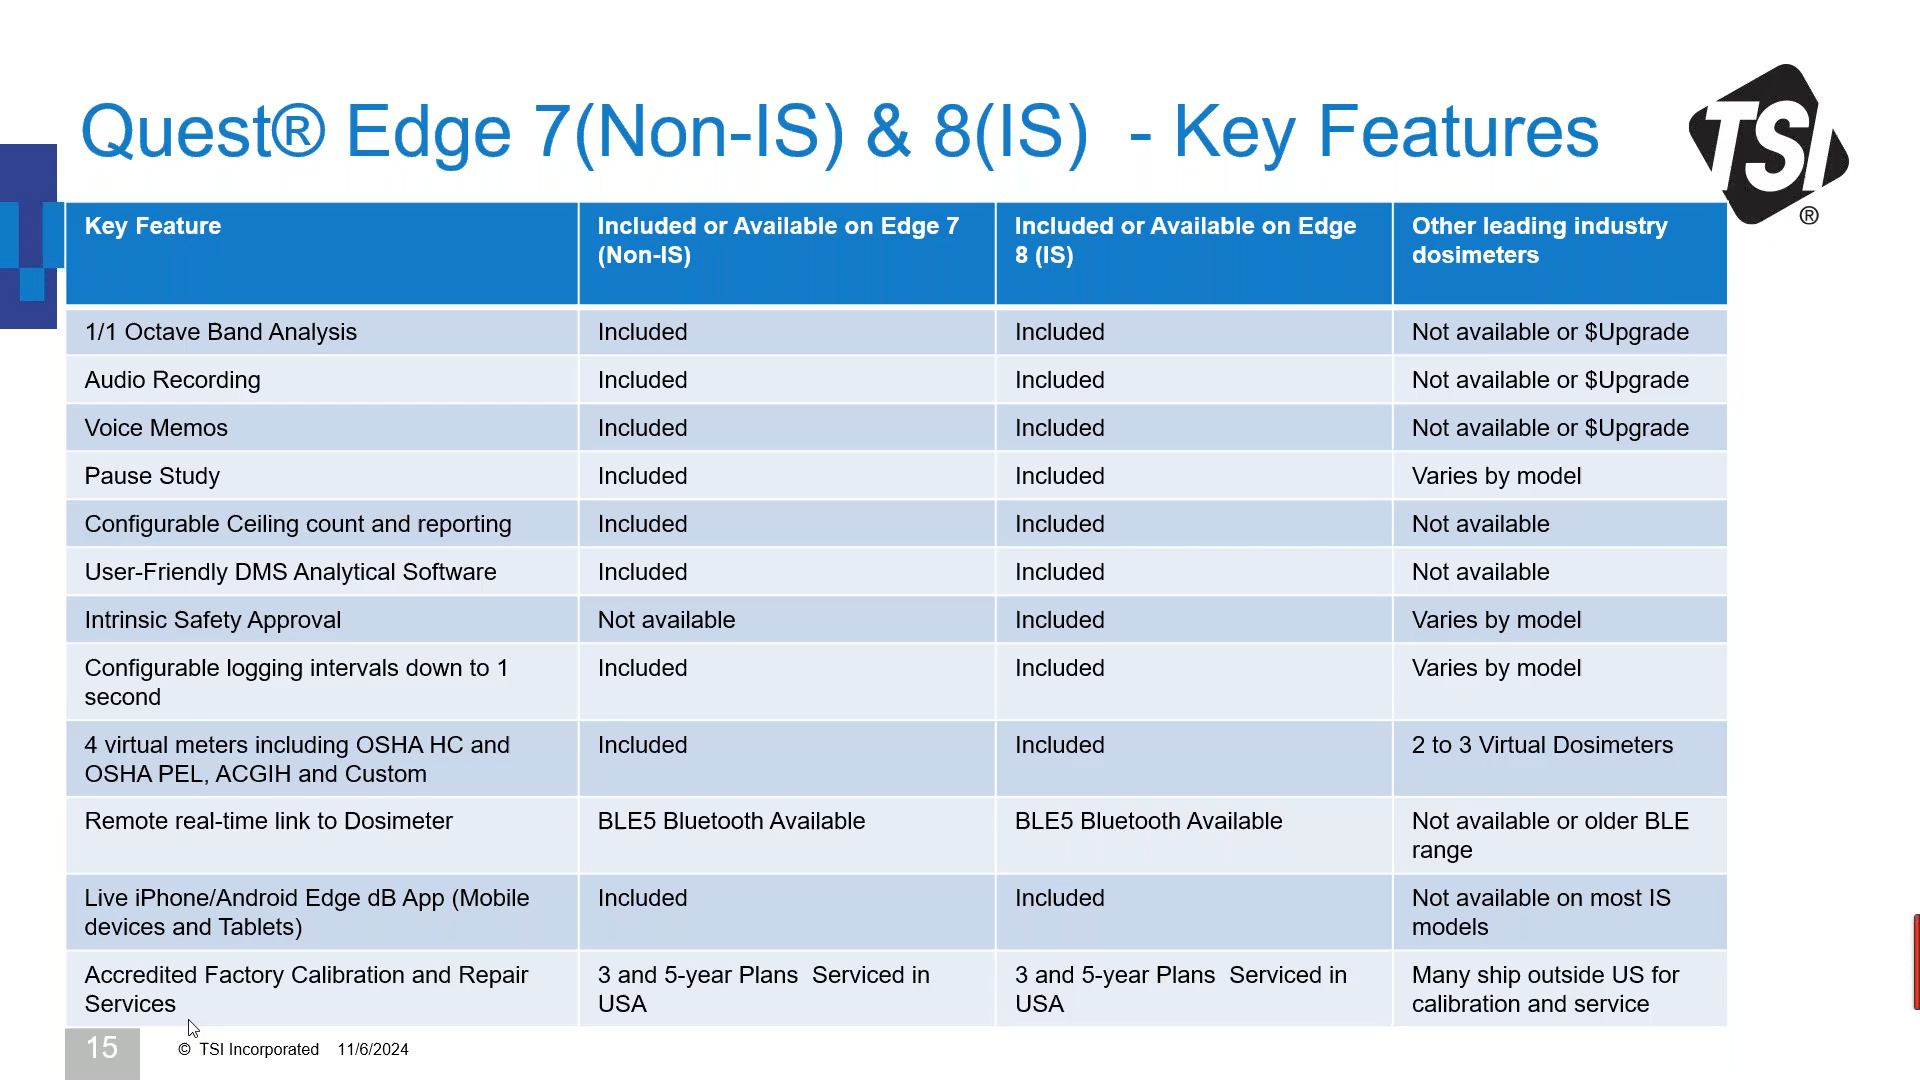 Quest® Edge 7(Non-IS) & 8(IS)  - Key Features
TSI
®
Key Feature
Included or Available on Edge 7
(Non-IS)
Included or Available on Edge
8 (IS)
Other leading industry
dosimeters
1/1 Octave Band Analysis
Included
Included
Not available or $Upgrade
Audio Recording
Included
Included
Not available or $Upgrade
Voice Memos
Included
Included
Not available or $Upgrade
Pause Study
Included
Included
Varies by model
Configurable Ceiling count and reporting
Included
Included
Not available
User-Friendly DMS Analytical Software
Included
Included
Not available
Intrinsic Safety Approval
Not available
Included
Varies by model
Configurable logging intervals down to 1
second
Included
Included
Varies by model
4 virtual meters including OSHA HC and
OSHA PEL, ACGIH and Custom
Included
Included
2 to 3 Virtual Dosimeters
Remote real-time link to Dosimeter
BLE5 Bluetooth Available
BLE5 Bluetooth Available
Not available or older BLE
range
Live iPhone/Android Edge dB App (Mobile
devices and Tablets)
Included
Included
Not available on most IS
models
Accredited Factory Calibration and Repair
Services
3 and 5-year Plans  Serviced in
USA
3 and 5-year Plans  Serviced in
USA
Many ship outside US for
calibration and service
15
© TSI Incorporated 11/6/2024